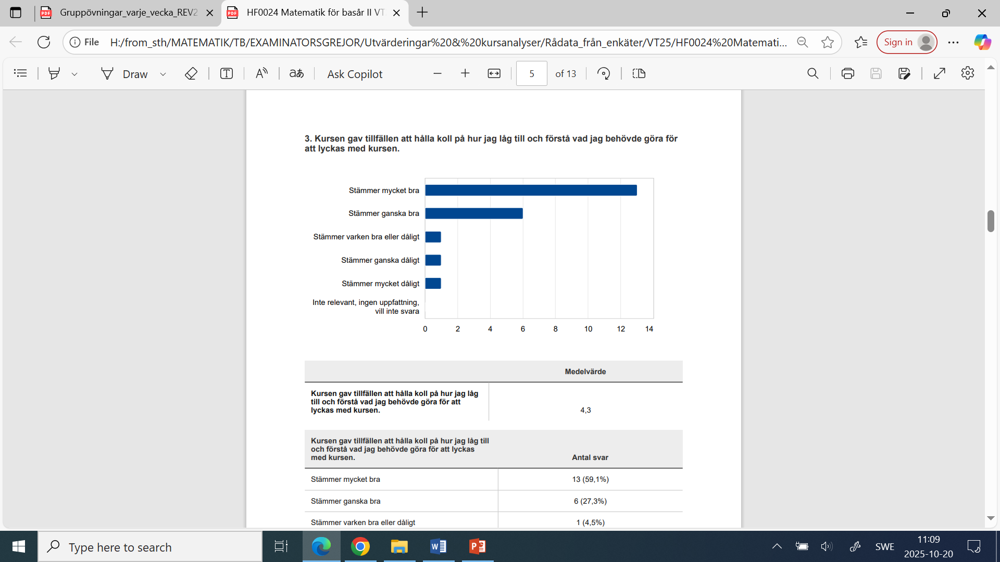 Gruppövningar_varje_vecka_REV2
HF0024 Matematik för basår II VT
File
H:/from_sth/MATEMATIK/TB/EXAMINATORSGREJOR/Utvärderingar%20&%20kursanalyser/Rådata_från_enkäter/VT25/HF0024%20Matemati...
Sign in
Draw
Ask Copilot
5
of 13
3. Kursen gav tillfällen att hålla koll på hur jag låg till och förstå vad jag behövde göra för
att lyckas med kursen.
Stämmer mycket bra
Stämmer ganska bra
Stämmer varken bra eller dåligt
Stämmer ganska dåligt
Stämmer mycket dåligt
Inte relevant, ingen uppfattning,
vill inte svara
0 2 4 6 8 10 12 14
Medelvärde
Kursen gav tillfällen att hålla koll på hur jag låg
till och förstå vad jag behövde göra för att
lyckas med kursen.
4,3
Kursen gav tillfällen att hålla koll på hur jag låg till
och förstå vad jag behövde göra för att lyckas
med kursen.
Antal svar
Stämmer mycket bra 13 (59,1%)
Stämmer ganska bra 6 (27,3%)
Stämmer varken bra eller dåligt 1 (4,5%)
Type here to search
SWE
11:09
2025-10-20